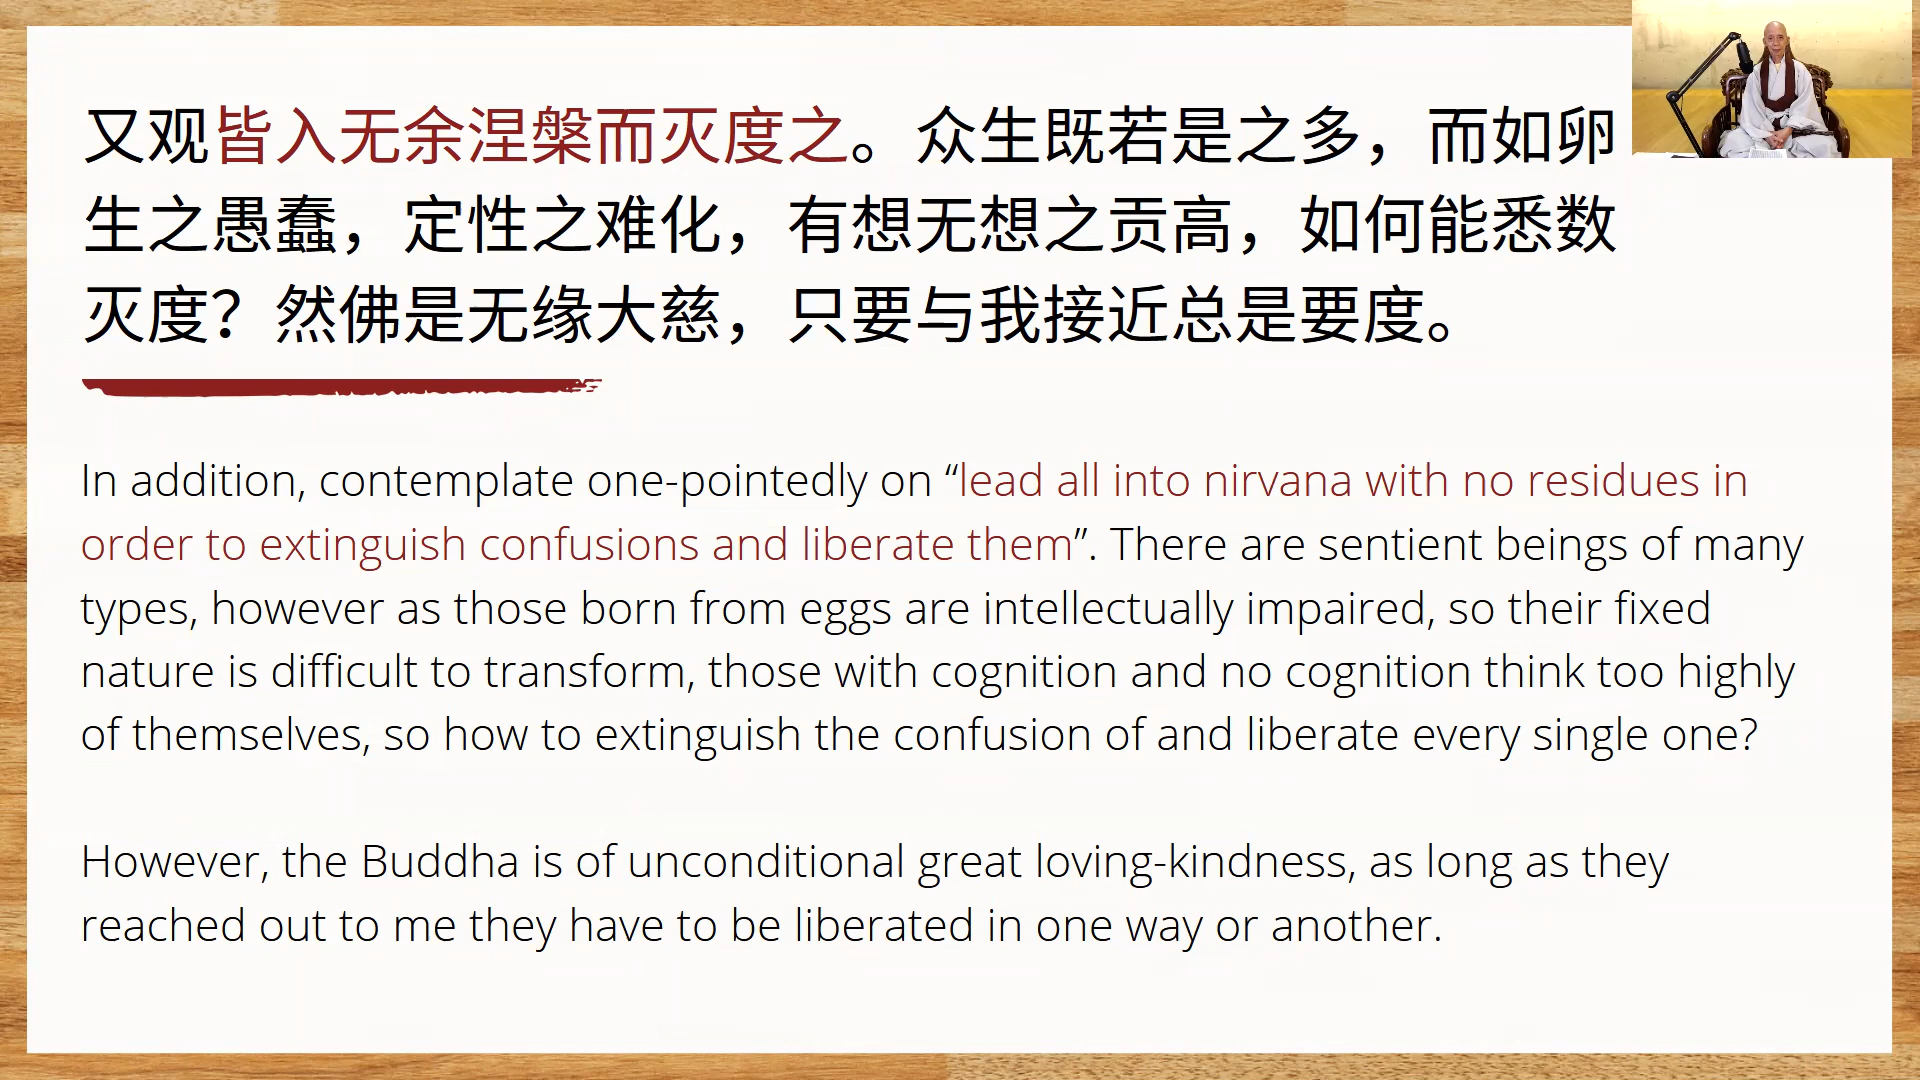 又观皆入无余涅槃而灭度之。众生既若是之多，而如卵
生之愚蠢，定性之难化，有想无想之贡高，如何能悉数
灭度？然佛是无缘大慈，只要与我接近总是要度。
In addition, contemplate one-pointedly on “lead all into nirvana with no residues in
order to extinguish confusions and liberate them”. There are sentient beings of many
types, however as those born from eggs are intellectually impaired, so their fixed
nature is difficult to transform, those with cognition and no cognition think too highly
of themselves, so how to extinguish the confusion of and liberate every single one?
However, the Buddha is of unconditional great loving-kindness, as long as they
reached out to me they have to be liberated in one way or another.